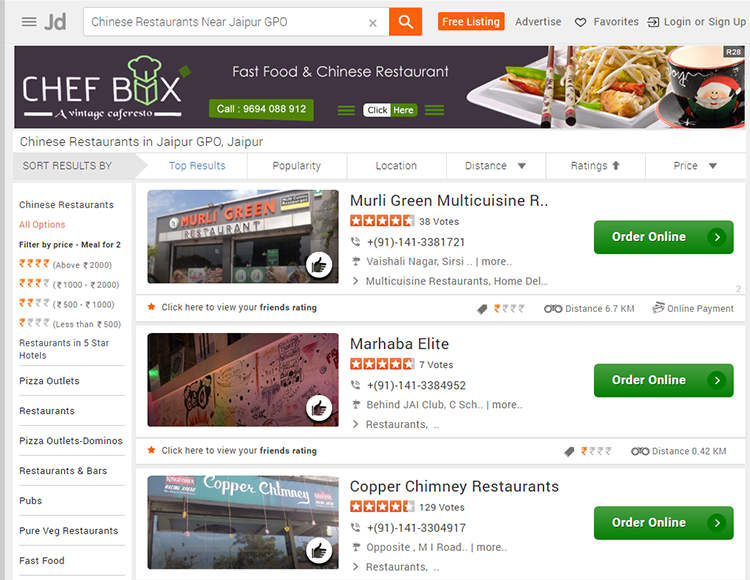 Jd
Chinese Restaurants Near Jaipur GPO
Free Listing
Advertise
Favorites
Login or Sign Up
R28
CHEF BOX
A vintage caferesto
Fast Food & Chinese Restaurant
Call : 9694 088 912
Click Here
Chinese Restaurants in Jaipur GPO, Jaipur
SORT RESULTS BY
Top Results
Popularity
Location
Distance
Ratings
Price
Chinese Restaurants
All Options
Filter by price - Meal for 2
₹₹₹₹ (Above ₹ 2000)
₹₹₹₹ (₹ 1000 - ₹ 2000)
₹₹₹₹ (₹ 500 - ₹ 1000)
₹₹₹₹ (Less than ₹ 500)
Restaurants in 5 Star
Hotels
Pizza Outlets
Restaurants
Pizza Outlets-Dominos
Restaurants & Bars
Pubs
Pure Veg Restaurants
Fast Food
MURLI GREEN
RESTAURANT
Murli Green Multicuisine R..
38 Votes
+(91)-141-3381721
Vaishali Nagar, Sirsi .. | more..
Multicuisine Restaurants, Home Del...
Order Online
2
Click here to view your friends rating
₹₹₹₹
Distance 6.7 KM
Online Payment
Marhaba Elite
7 Votes
+(91)-141-3384952
Behind JAI Club, C Sch.. | more..
Restaurants, ..
Order Online
Click here to view your friends rating
₹₹₹₹
Distance 0.42 KM
KINGFISHER
Copper Chimney
Copper Chimney Restaurants
129 Votes
+(91)-141-3304917
Opposite , M I Road.. | more..
Restaurants, ..
Order Online